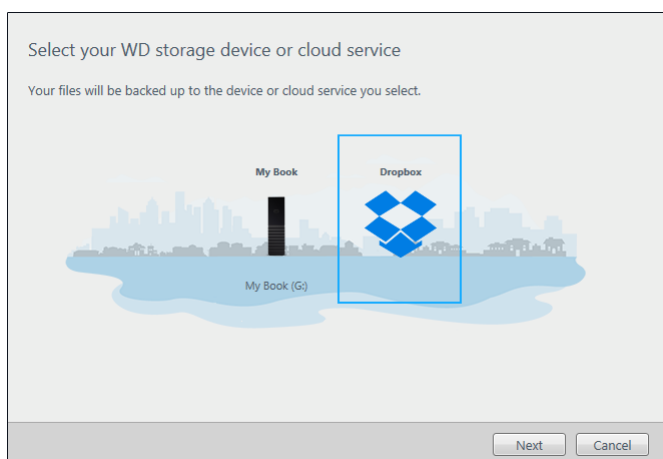 Select your WD storage device or cloud service
Your files will be backed up to the device or cloud service you select.
My Book
Dropbox
My Book (G:)
Next
Cancel